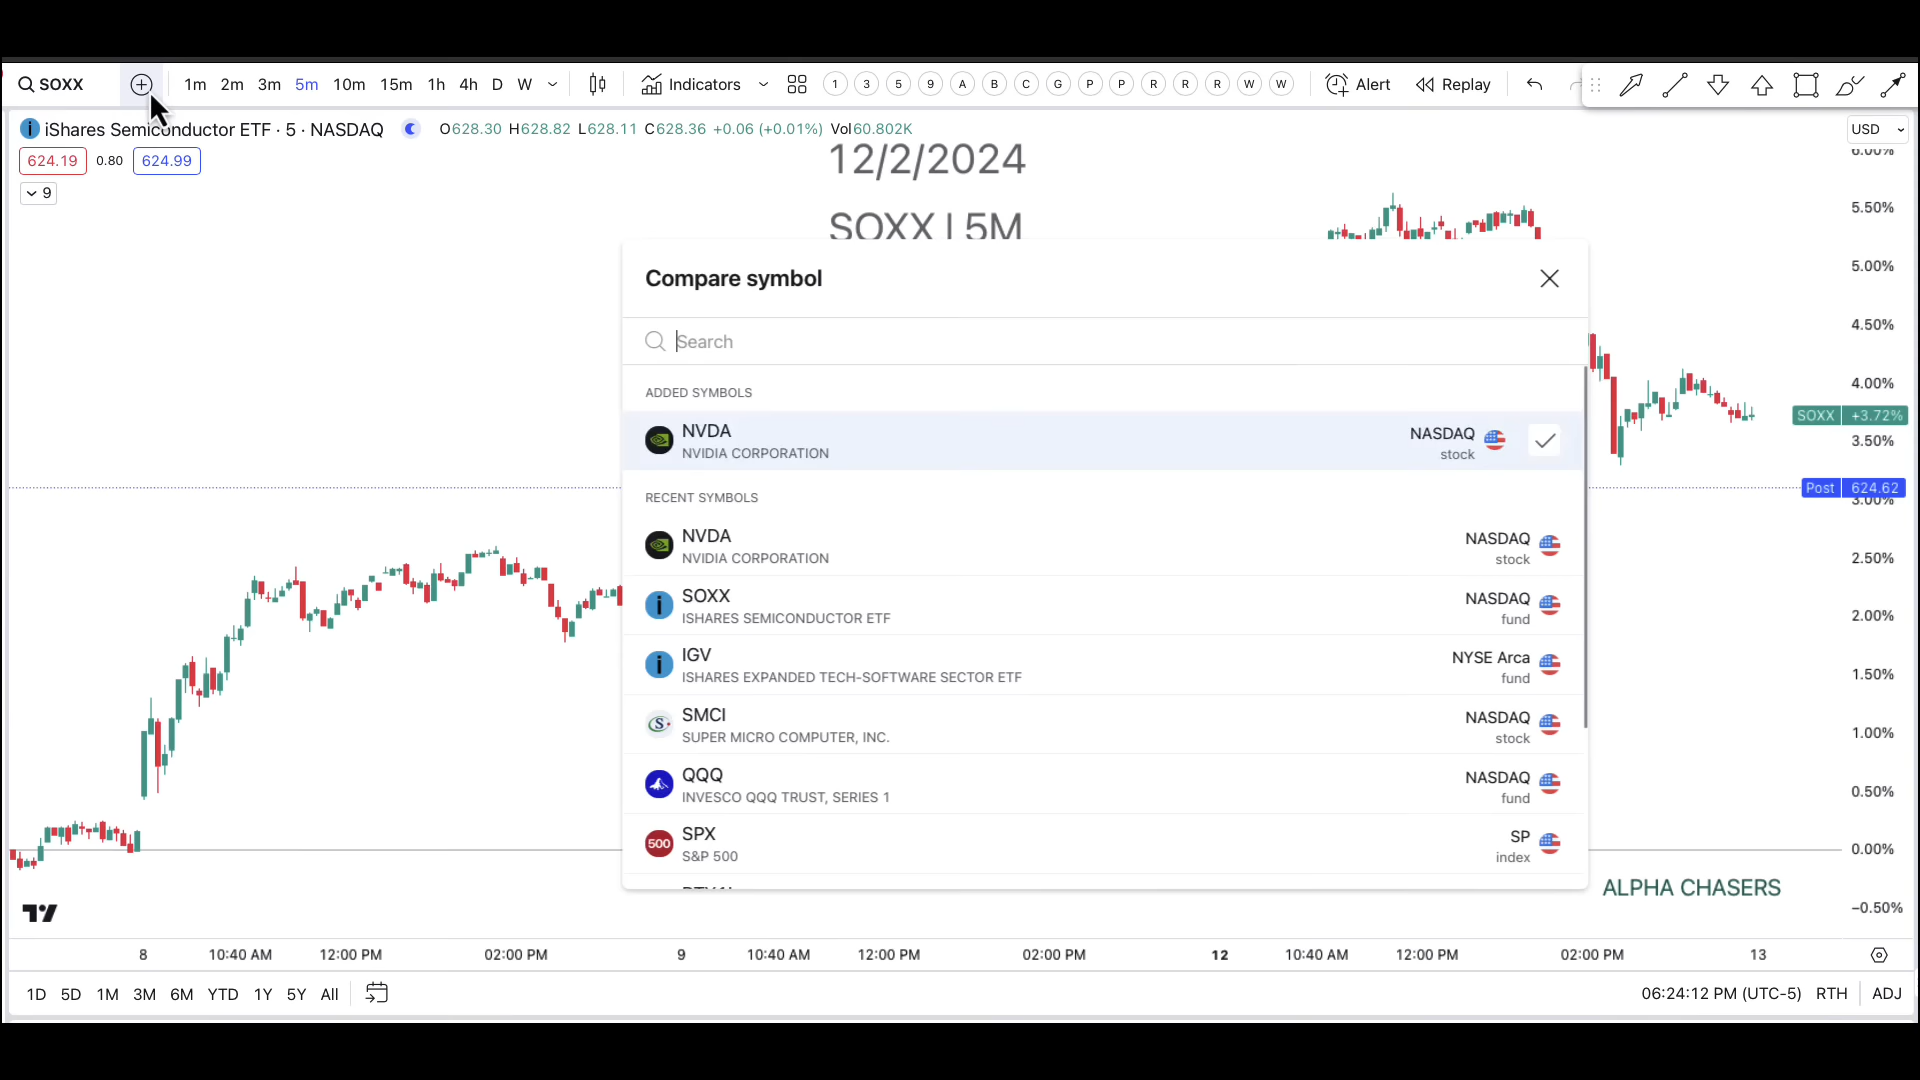 SOXX 1m 2m 3m 5m 10m 15m 1h 4h D W Indicators 1 3 5 9 A B C G P P R R R W W Alert Replay
iShares Semiconductor ETF · 5 · NASDAQ O628.30 H628.82 L628.11 C628.36 +0.06 (+0.01%) Vol60.802K USD
624.19 0.80 624.99
9
12/2/2024
SOXX | 5M
6.00%
5.50%
5.00%
4.50%
4.00%
SOXX +3.72%
3.50%
Post 624.62
3.00%
2.50%
2.00%
1.50%
1.00%
0.50%
0.00%
−0.50%
Compare symbol
Search
ADDED SYMBOLS
NVDA NASDAQ
NVIDIA CORPORATION stock
RECENT SYMBOLS
NVDA NASDAQ
NVIDIA CORPORATION stock
SOXX NASDAQ
ISHARES SEMICONDUCTOR ETF fund
IGV NYSE Arca
ISHARES EXPANDED TECH-SOFTWARE SECTOR ETF fund
SMCI NASDAQ
SUPER MICRO COMPUTER, INC. stock
QQQ NASDAQ
INVESCO QQQ TRUST, SERIES 1 fund
500 SPX SP
S&P 500 index
ALPHA CHASERS
8 10:40 AM 12:00 PM 02:00 PM 9 10:40 AM 12:00 PM 02:00 PM 12 10:40 AM 12:00 PM 02:00 PM 13
1D 5D 1M 3M 6M YTD 1Y 5Y All 06:24:12 PM (UTC-5) RTH ADJ